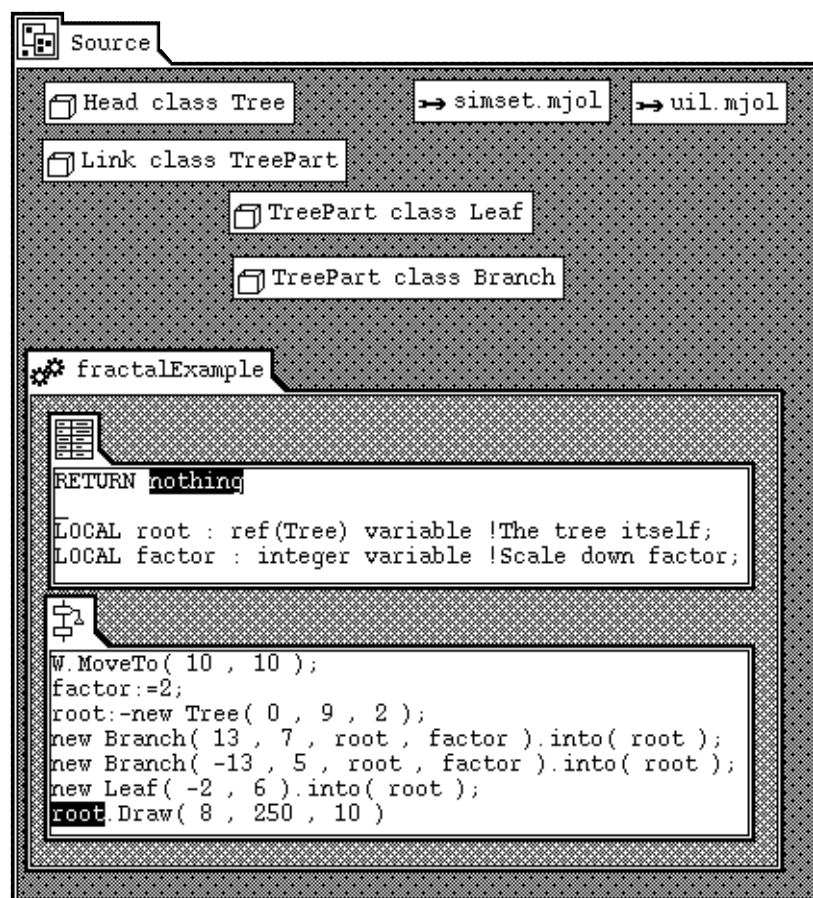 Source
Head class Tree
simset.mjol
uil.mjol
Link class TreePart
TreePart class Leaf
TreePart class Branch
fractalExample
RETURN nothing
LOCAL root : ref(Tree) variable !The tree itself;
LOCAL factor : integer variable !Scale down factor;
W.MoveTo( 10 , 10 );
factor:=2;
root:-new Tree( 0 , 9 , 2 );
new Branch( 13 , 7 , root , factor ).into( root );
new Branch( -13 , 5 , root , factor ).into( root );
new Leaf( -2 , 6 ).into( root );
root.Draw( 8 , 250 , 10 )